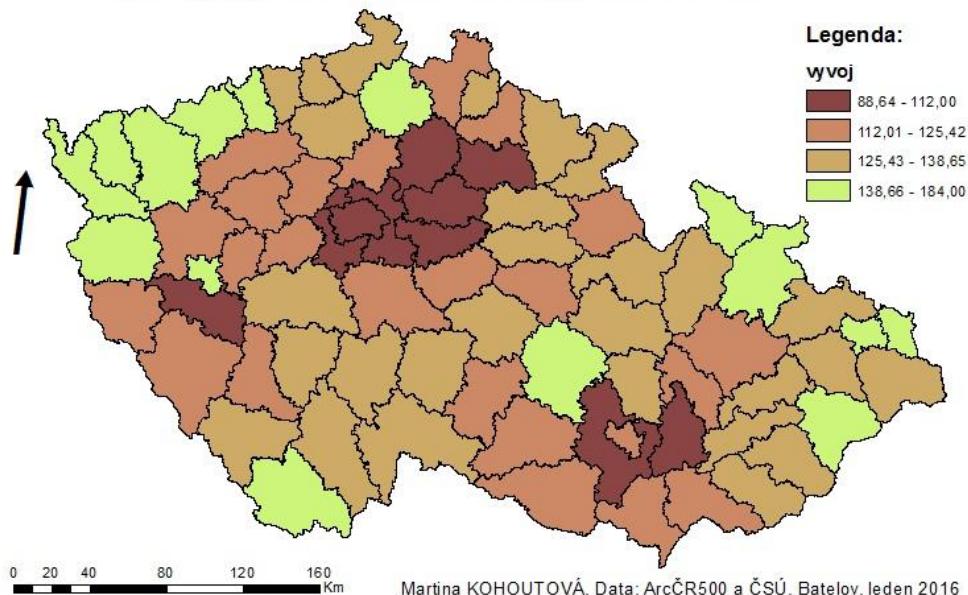 Legenda:
vyvoj
88,64 - 112,00
112,01 - 125,42
125,43 - 138,65
138,66 - 184,00
0 20 40 80 120 160
Km
Martina KOHOUTOVÁ, Data: ArcČR500 a ČSÚ, Batelov, leden 2016